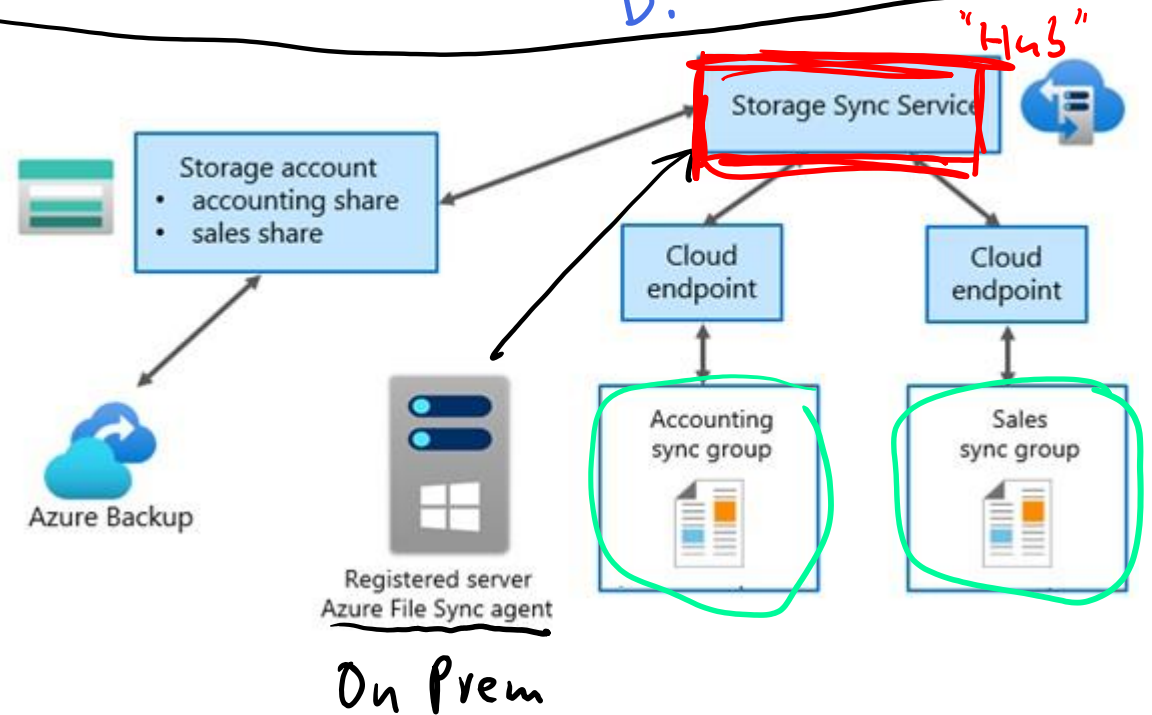 D.
"Hub"
Storage Sync Service
Storage account
• accounting share
• sales share
Cloud
endpoint
Cloud
endpoint
Accounting
sync group
Sales
sync group
Azure Backup
Registered server
Azure File Sync agent
On Prem